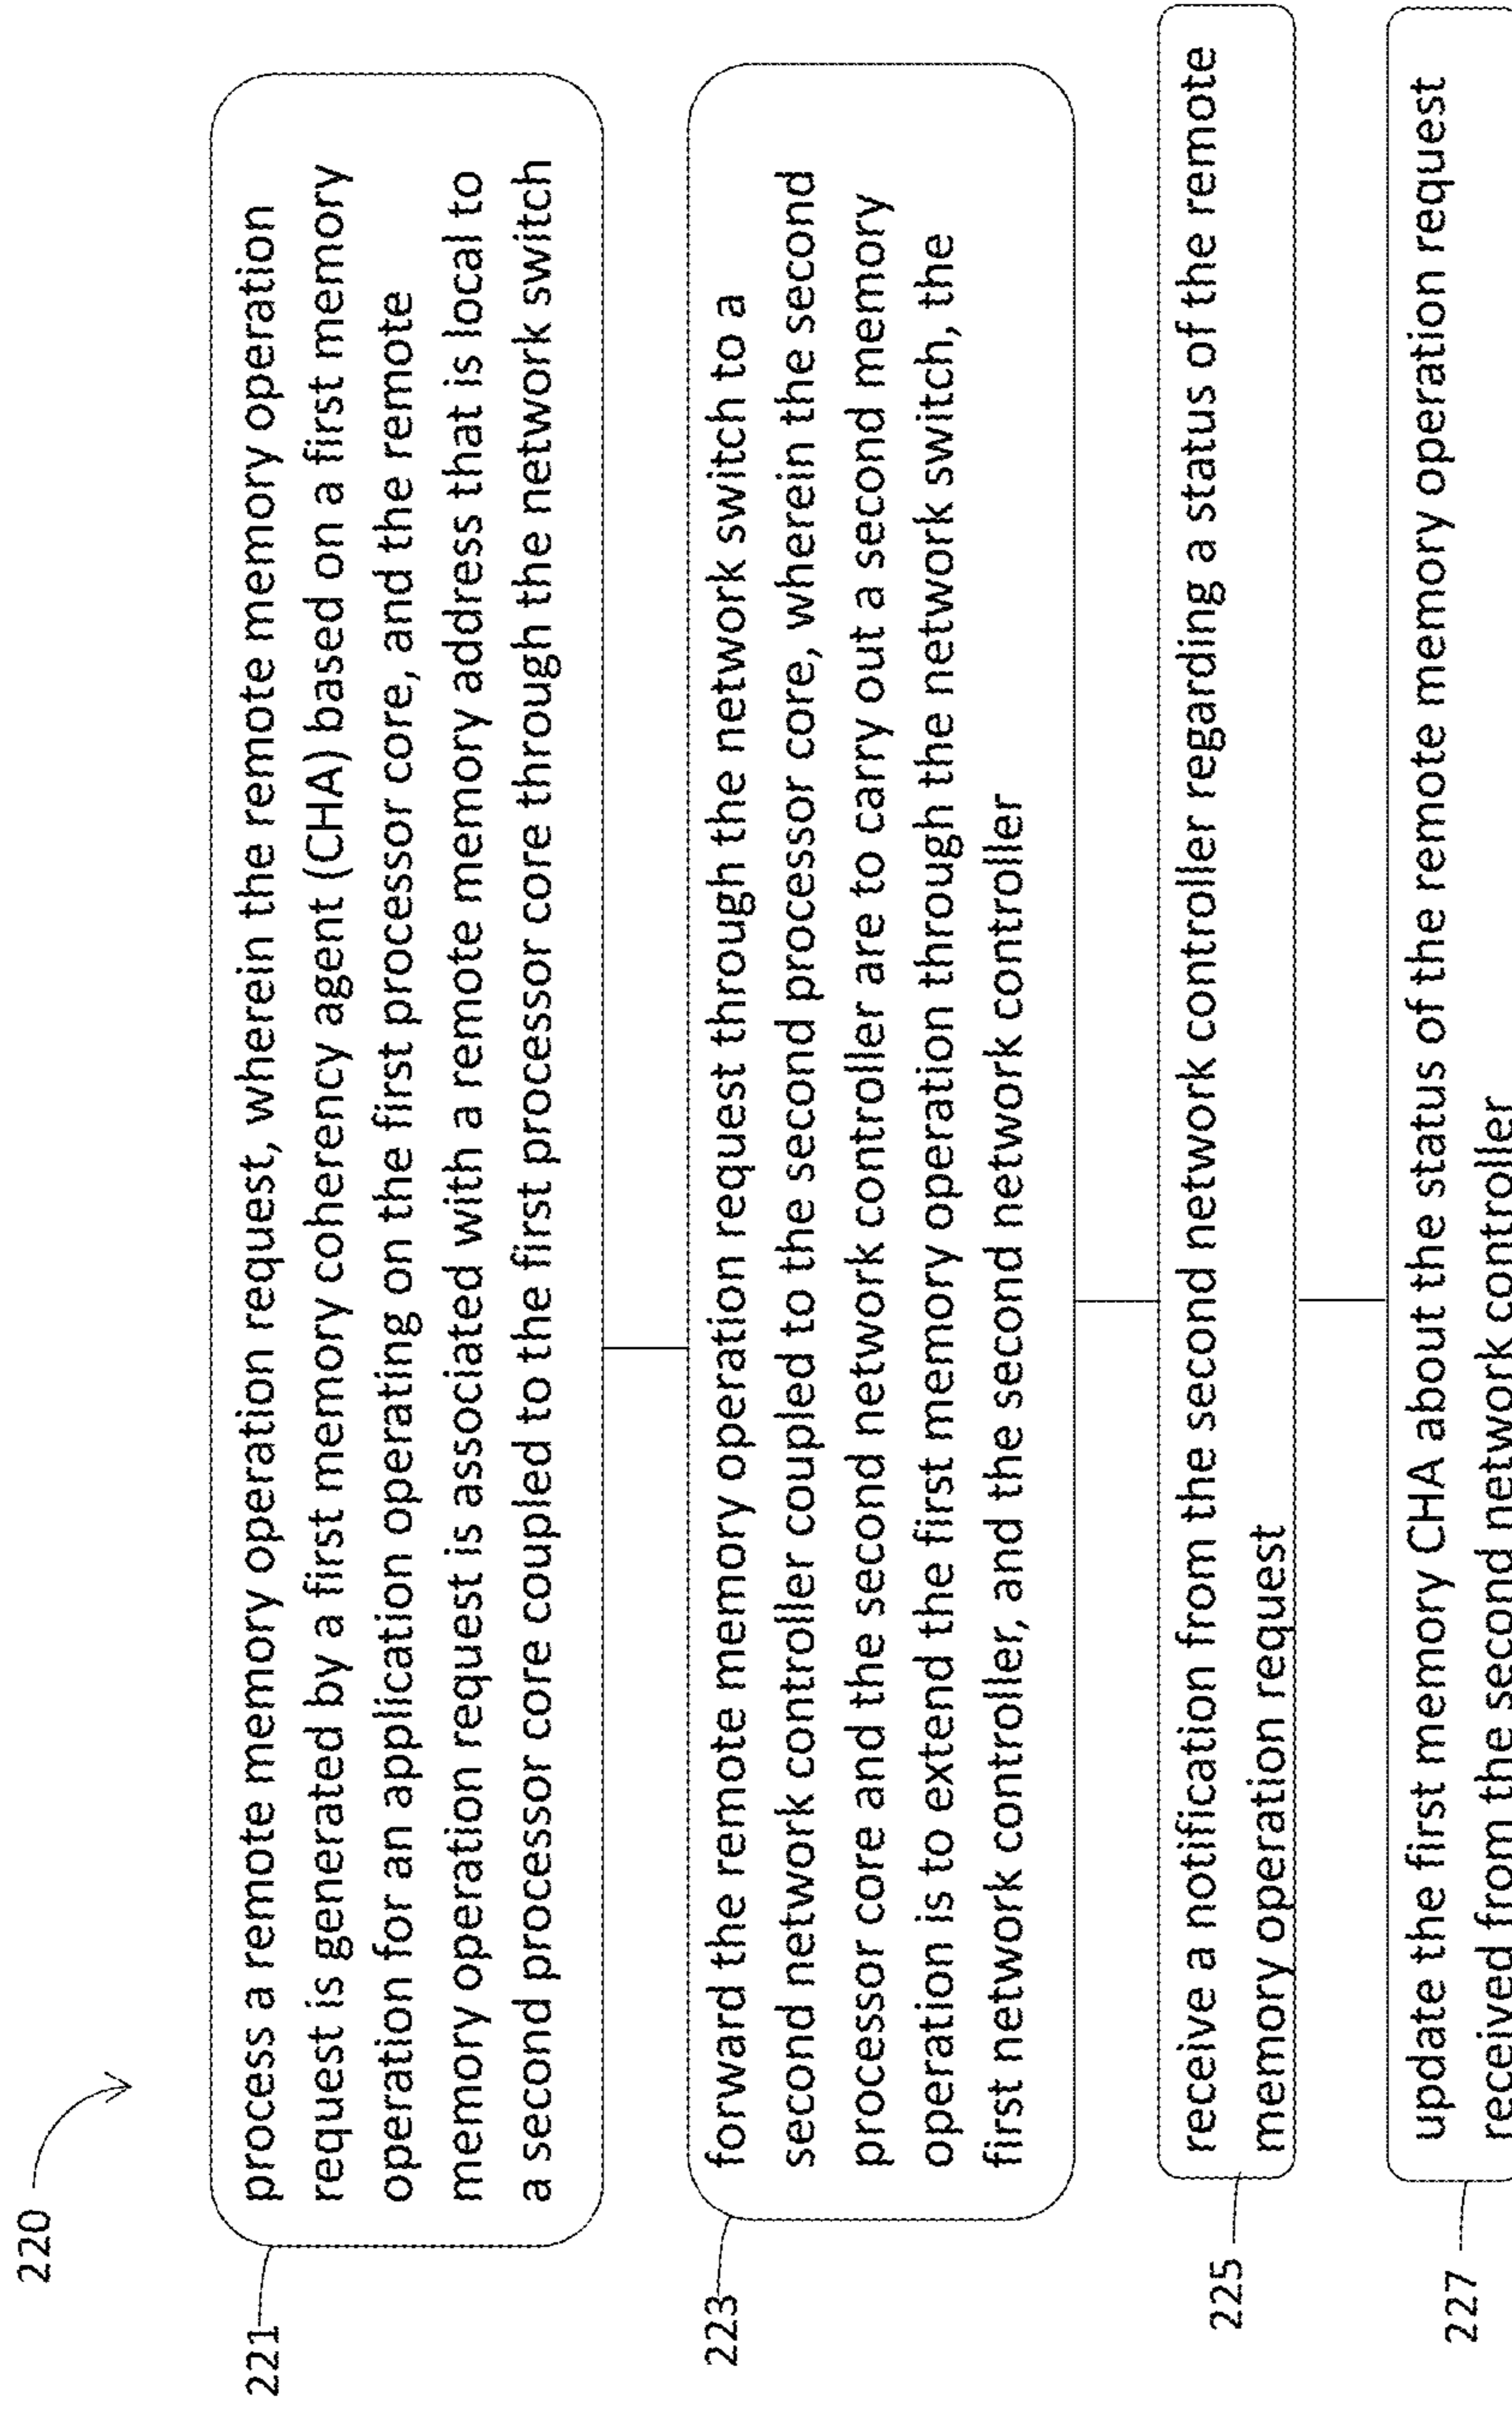 220
221
process a remote memory operation request, wherein the remote memory operation
request is generated by a first memory coherency agent (CHA) based on a first memory
operation for an application operating on the first processor core, and the remote
memory operation request is associated with a remote memory address that is local to
a second processor core coupled to the first processor core through the network switch
223
forward the remote memory operation request through the network switch to a
second network controller coupled to the second processor core, wherein the second
processor core and the second network controller are to carry out a second memory
operation is to extend the first memory operation through the network switch, the
first network controller, and the second network controller
225
receive a notification from the second network controller regarding a status of the remote
memory operation request
227
update the first memory CHA about the status of the remote memory operation request
received from the second network controller